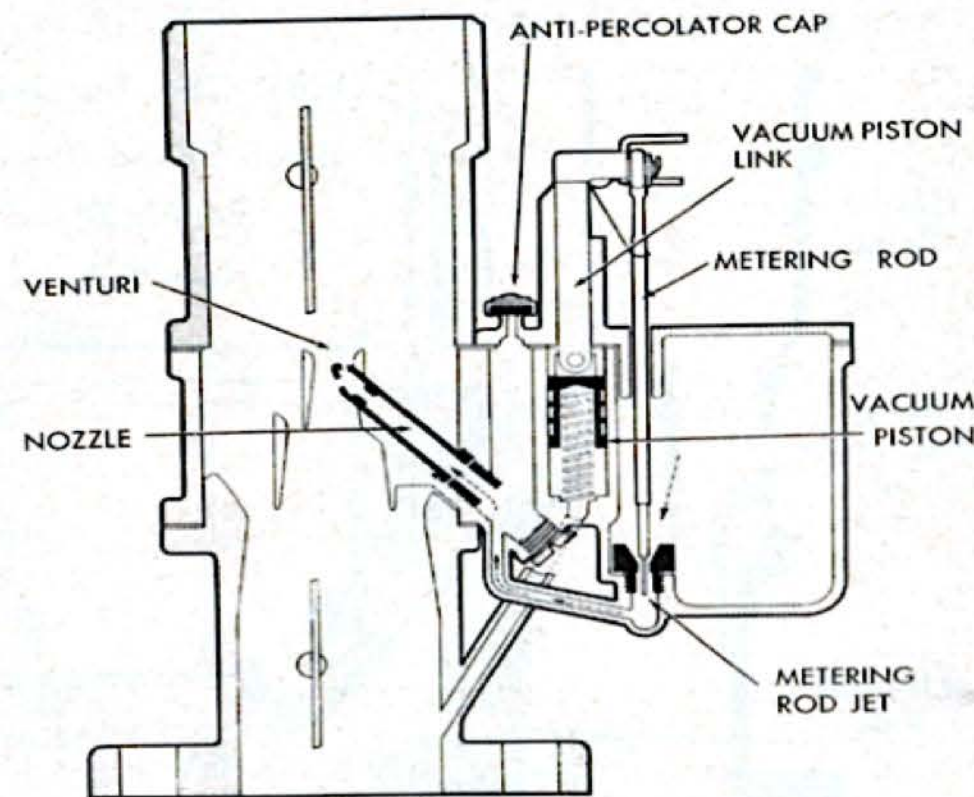 ANTI-PERCOLATOR CAP
VACUUM PISTON
LINK
METERING ROD
VENTURI
VACUUM
PISTON
NOZZLE
METERING
ROD JET